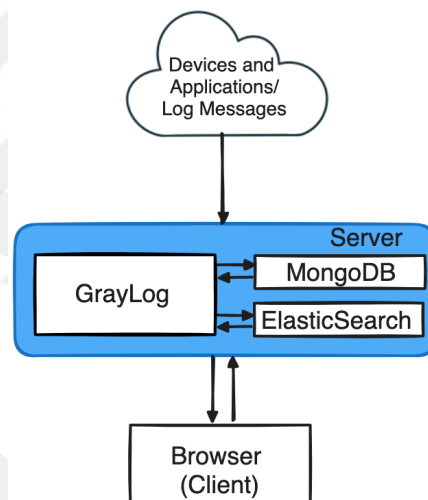 Devices and
Applications/
Log Messages
Server
GrayLog
MongoDB
ElasticSearch
Browser
(Client)